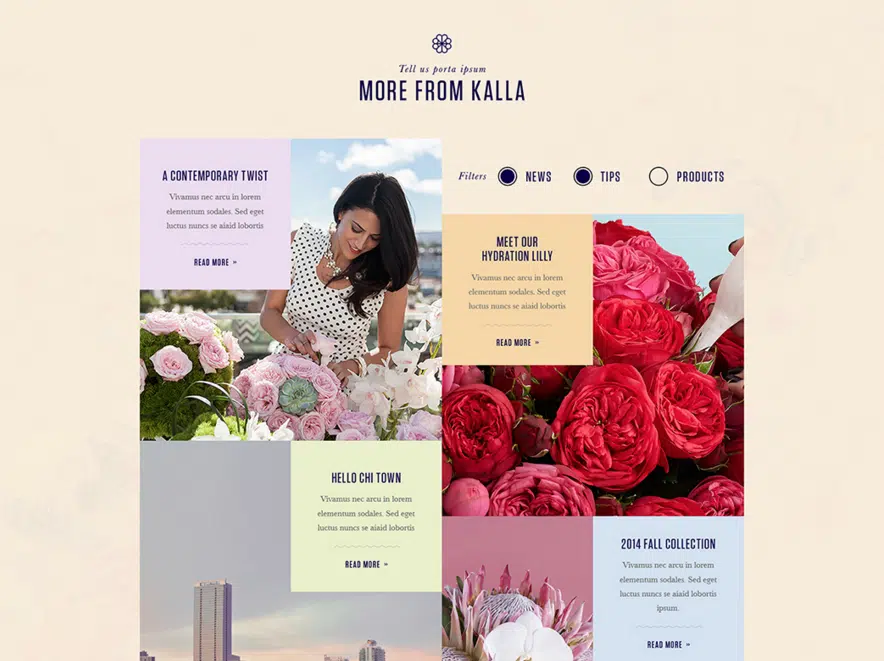 Tell us porta ipsum
MORE FROM KALLA
A CONTEMPORARY TWIST
Vivamus nec arcu in lorem
elementum sodales. Sed eget
luctus nuncs se aiaid lobortis
READ MORE »
Filters
NEWS
TIPS
PRODUCTS
MEET OUR
HYDRATION LILLY
Vivamus nec arcu in lorem
elementum sodales. Sed eget
luctus nuncs se aiaid lobortis
READ MORE »
HELLO CHI TOWN
Vivamus nec arcu in lorem
elementum sodales. Sed eget
luctus nuncs se aiaid lobortis
READ MORE »
2014 FALL COLLECTION
Vivamus nec arcu in lorem
elementum sodales. Sed eget
luctus nuncs se aiaid lobortis
ipsum.
READ MORE »